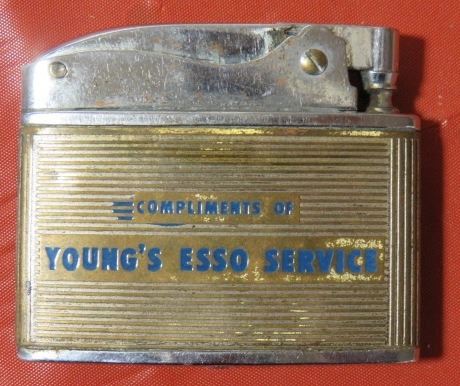 COMPLIMENTS OF
YOUNG'S ESSO SERVICE